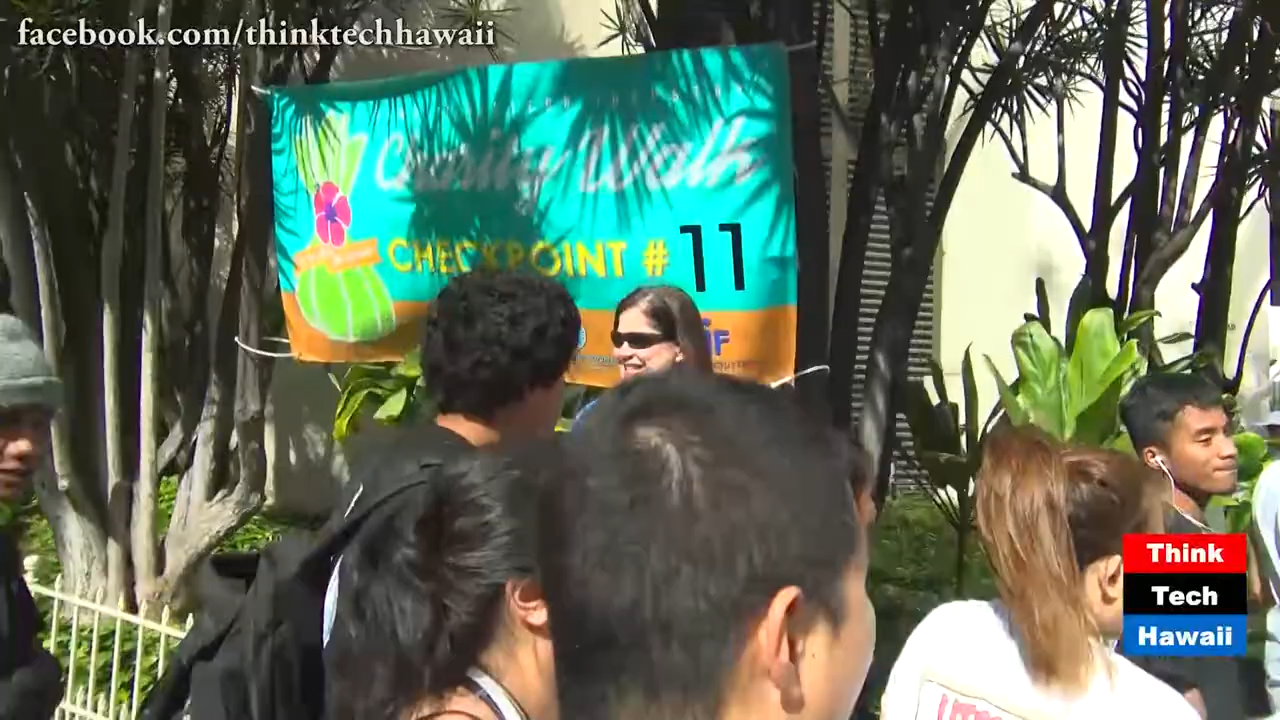 facebook.com/thinktechhawaii
Charity Walk
CHECKPOINT # 11
Think
Tech
Hawaii